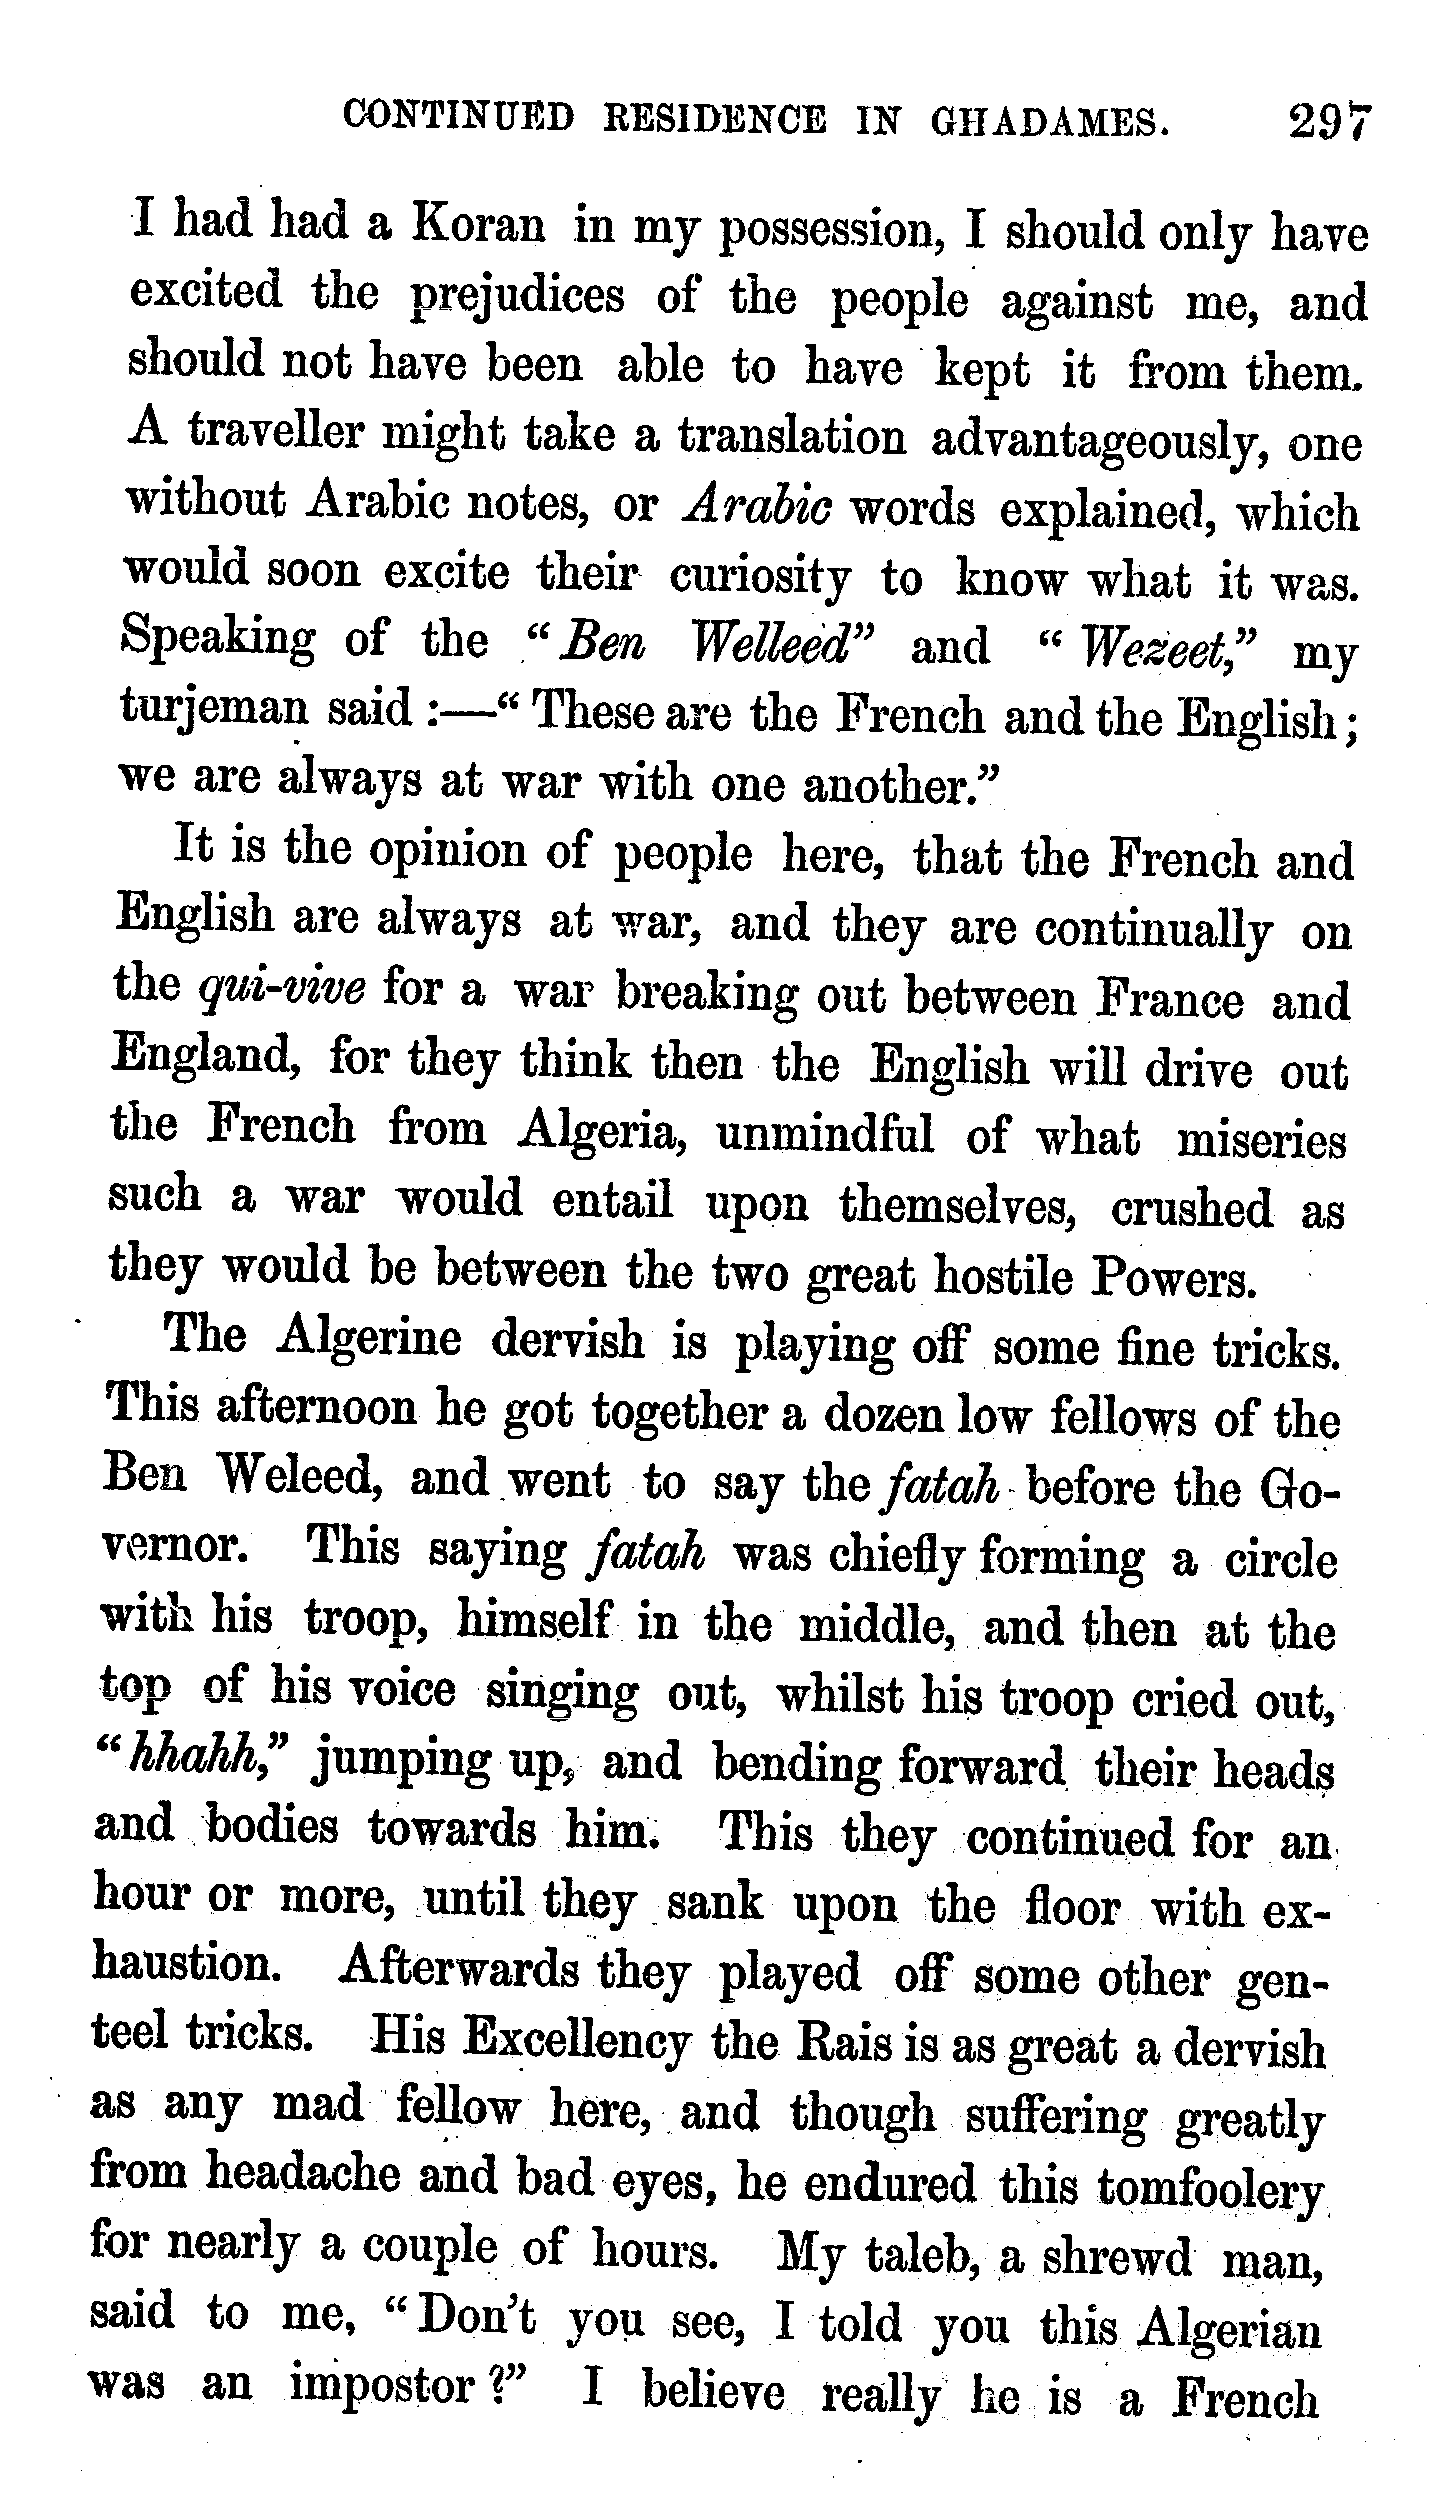 CONTINUED RESIDENCE IN GHADAMES. 297
I had had a Koran in my possession, I should only have
excited the prejudices of the people against me, and
should not have been able to have kept it from them.
A traveller might take a translation advantageously, one
without Arabic notes, or Arabic words explained, which
would soon excite their curiosity to know what it was.
Speaking of the "Ben Welleed" and "Wezeet," my
turjeman said :—"These are the French and the English;
we are always at war with one another."
It is the opinion of people here, that the French and
English are always at war, and they are continually on
the qui-vive for a war breaking out between France and
England, for they think then the English will drive out
the French from Algeria, unmindful of what miseries
such a war would entail upon themselves, crushed as
they would be between the two great hostile Powers.
The Algerine dervish is playing off some fine tricks.
This afternoon he got together a dozen low fellows of the
Ben Weleed, and went to say the fatah before the Go-
vernor. This saying fatah was chiefly forming a circle
with his troop, himself in the middle, and then at the
top of his voice singing out, whilst his troop cried out,
"hhahh," jumping up, and bending forward their heads
and bodies towards him. This they continued for an
hour or more, until they sank upon the floor with ex-
haustion. Afterwards they played off some other gen-
teel tricks. His Excellency the Rais is as great a dervish
as any mad fellow here, and though suffering greatly
from headache and bad eyes, he endured this tomfoolery
for nearly a couple of hours. My taleb, a shrewd man,
said to me, "Don't you see, I told you this Algerian
was an impostor?" I believe really he is a French